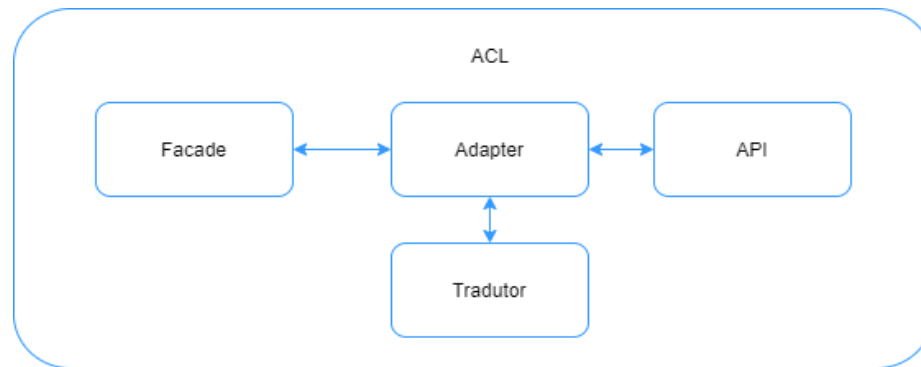 ACL
Facade
Adapter
API
Tradutor